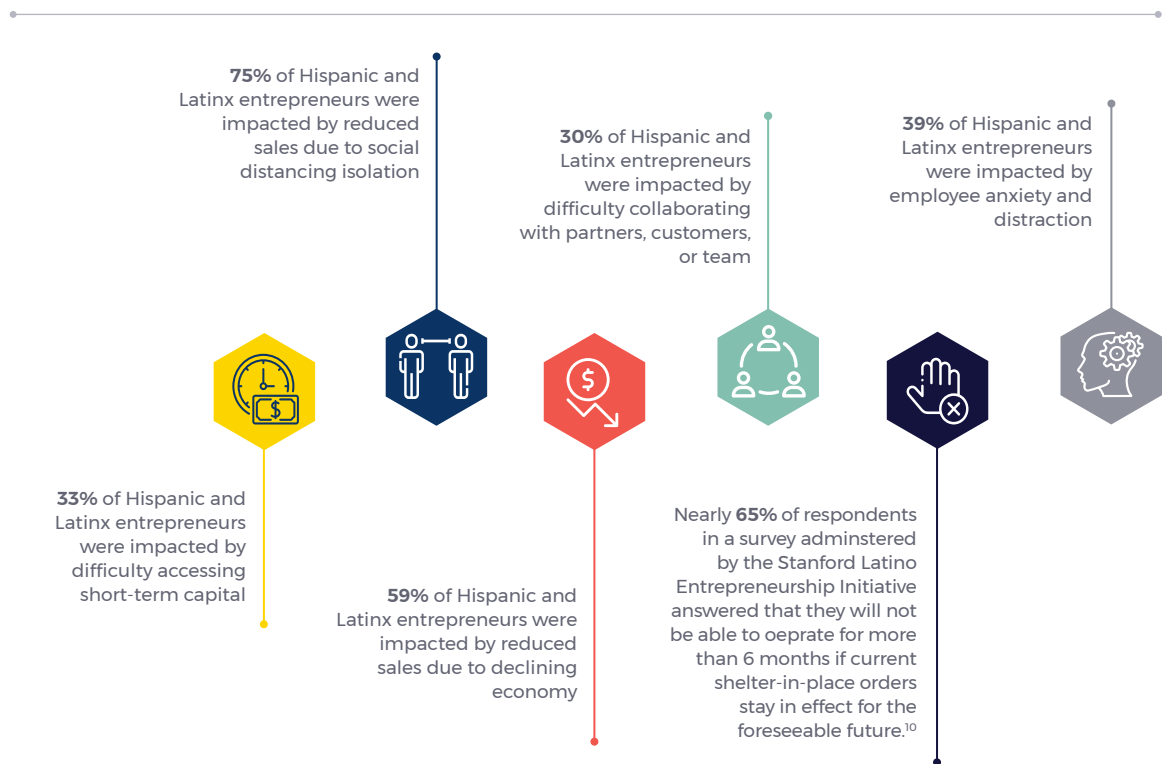 75% of Hispanic and
Latinx entrepreneurs were
impacted by reduced
sales due to social
distancing isolation
30% of Hispanic and
Latinx entrepreneurs
were impacted by
difficulty collaborating
with partners, customers,
or team
39% of Hispanic and
Latinx entrepreneurs
were impacted by
employee anxiety and
distraction
$
$
33% of Hispanic and
Latinx entrepreneurs
were impacted by
difficulty accessing
short-term capital
59% of Hispanic and
Latinx entrepreneurs were
impacted by reduced
sales due to declining
economy
Nearly 65% of respondents
in a survey adminstered
by the Stanford Latino
Entrepreneurship Initiative
answered that they will not
be able to oeprate for more
than 6 months if current
shelter-in-place orders
stay in effect for the
foreseeable future.¹⁰